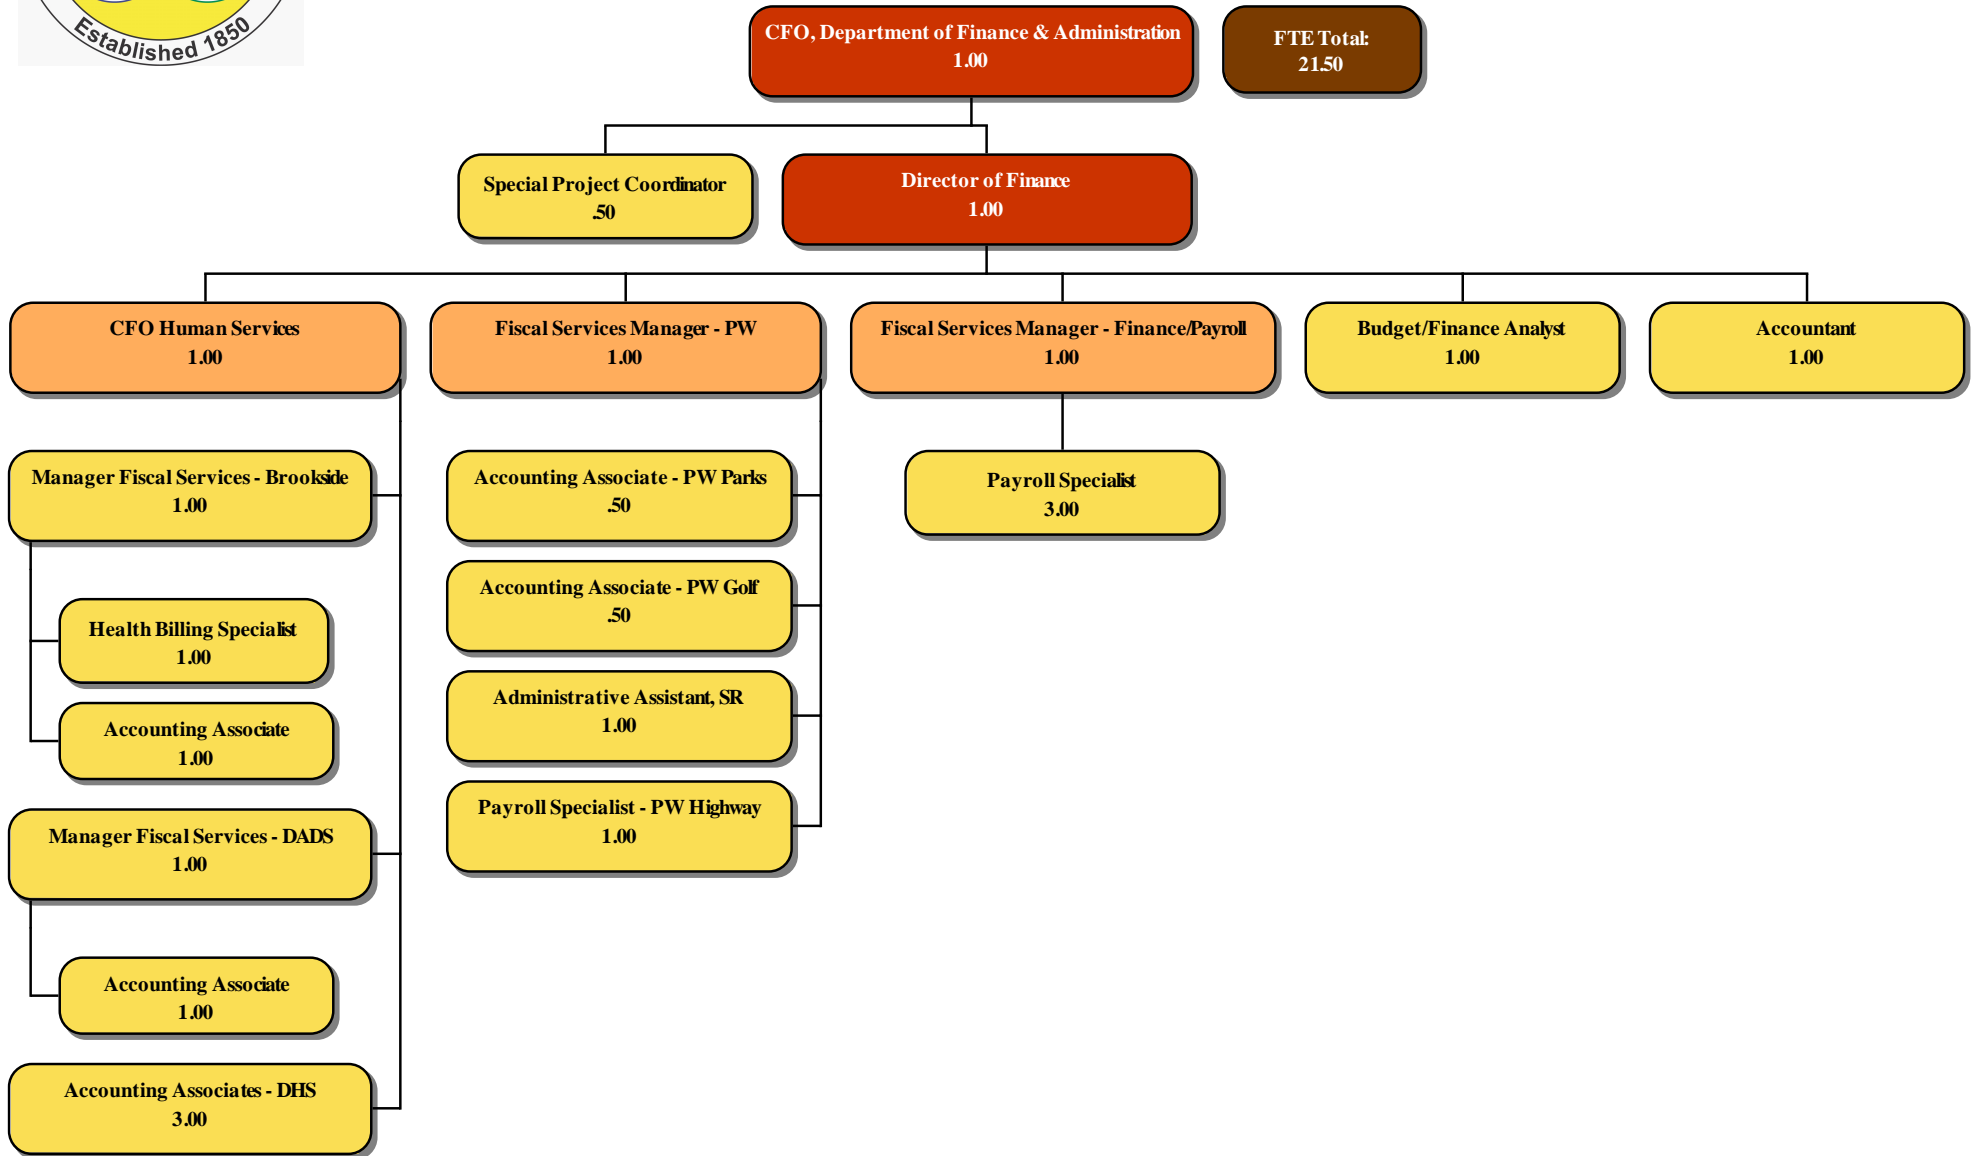 Established 1850
CFO, Department of Finance & Administration
1.00
FTE Total:
21.50
Special Project Coordinator
.50
Director of Finance
1.00
CFO Human Services
1.00
Fiscal Services Manager - PW
1.00
Fiscal Services Manager - Finance/Payroll
1.00
Budget/Finance Analyst
1.00
Accountant
1.00
Manager Fiscal Services - Brookside
1.00
Health Billing Specialist
1.00
Accounting Associate
1.00
Manager Fiscal Services - DADS
1.00
Accounting Associate
1.00
Accounting Associates - DHS
3.00
Accounting Associate - PW Parks
.50
Accounting Associate - PW Golf
.50
Administrative Assistant, SR
1.00
Payroll Specialist - PW Highway
1.00
Payroll Specialist
3.00